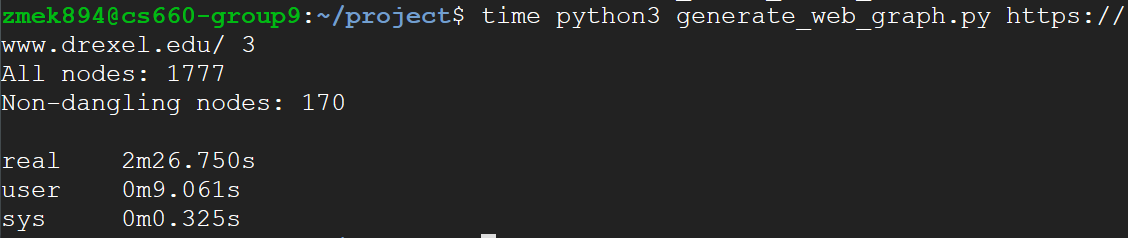 zmek894@cs660-group9:~/project$ time python3 generate_web_graph.py https://
www.drexel.edu/ 3
All nodes: 1777
Non-dangling nodes: 170
real 2m26.750s
user 0m9.061s
sys 0m0.325s